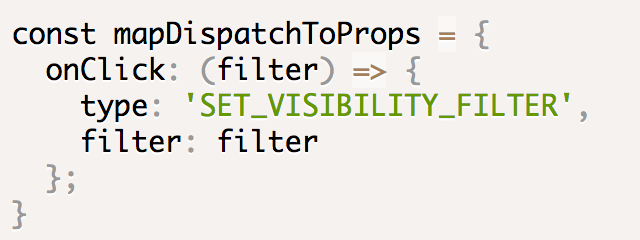 const mapDispatchToProps = {
  onClick: (filter) => {
    type: 'SET_VISIBILITY_FILTER',
    filter: filter
  };
}